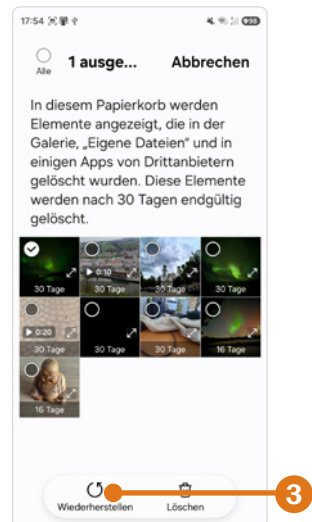 17:54
98
Alle
1 ausge...
Abbrechen
In diesem Papierkorb werden
Elemente angezeigt, die in der
Galerie, „Eigene Dateien“ und in
einigen Apps von Drittanbietern
gelöscht wurden. Diese Elemente
werden nach 30 Tagen endgültig
gelöscht.
30 Tage
0:10
30 Tage
30 Tage
30 Tage
0:20
30 Tage
30 Tage
30 Tage
16 Tage
16 Tage
Wiederherstellen
Löschen
3